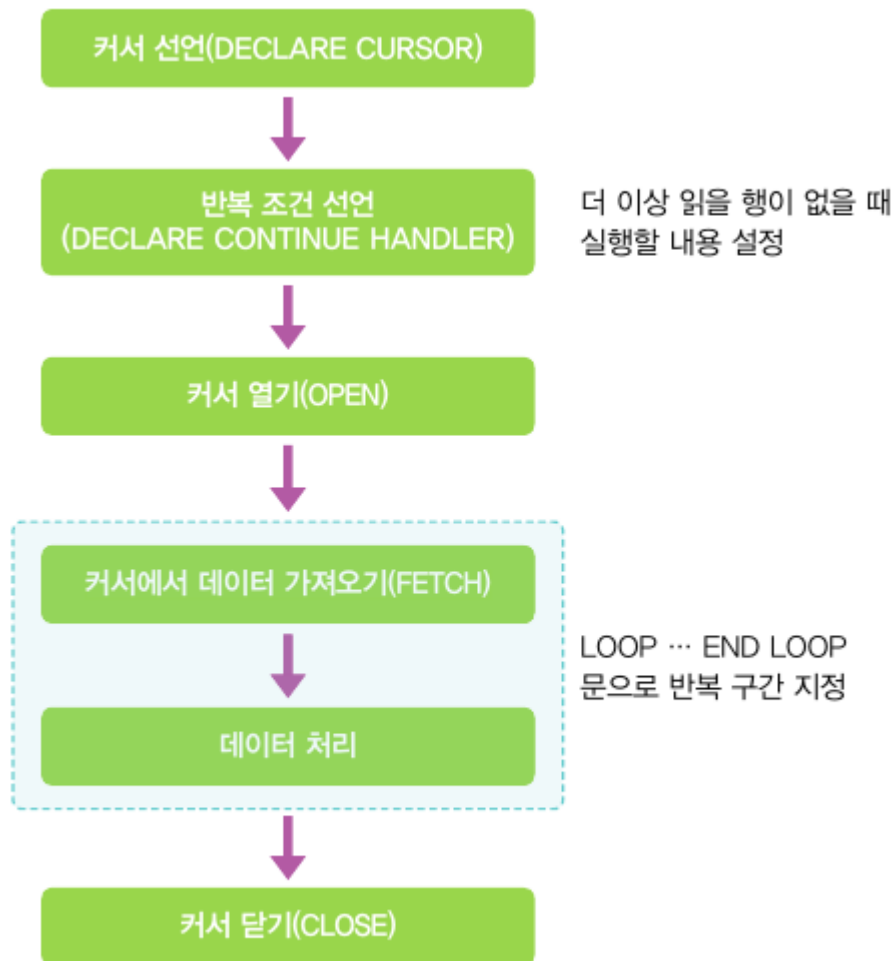 커서 선언(DECLARE CURSOR)
반복 조건 선언
(DECLARE CONTINUE HANDLER)
더 이상 읽을 행이 없을 때
실행할 내용 설정
커서 열기(OPEN)
커서에서 데이터 가져오기(FETCH)
데이터 처리
LOOP ⋯ END LOOP
문으로 반복 구간 지정
커서 닫기(CLOSE)